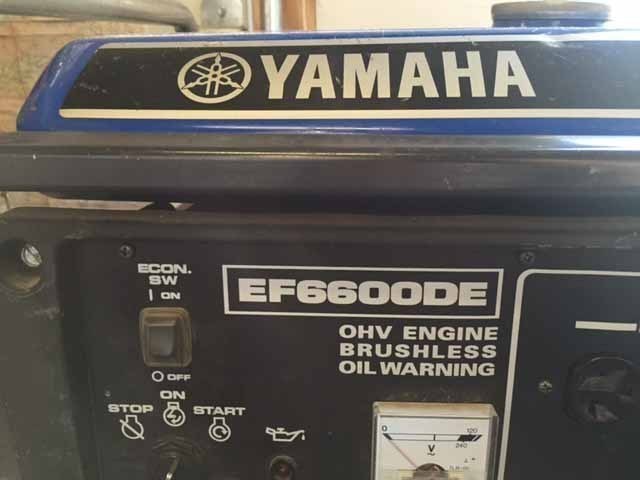 YAMAHA
ECON.
SW
I ON
EF6600DE
OHV ENGINE
BRUSHLESS
OIL WARNING
O OFF
ON
STOP START
0 120
240
V